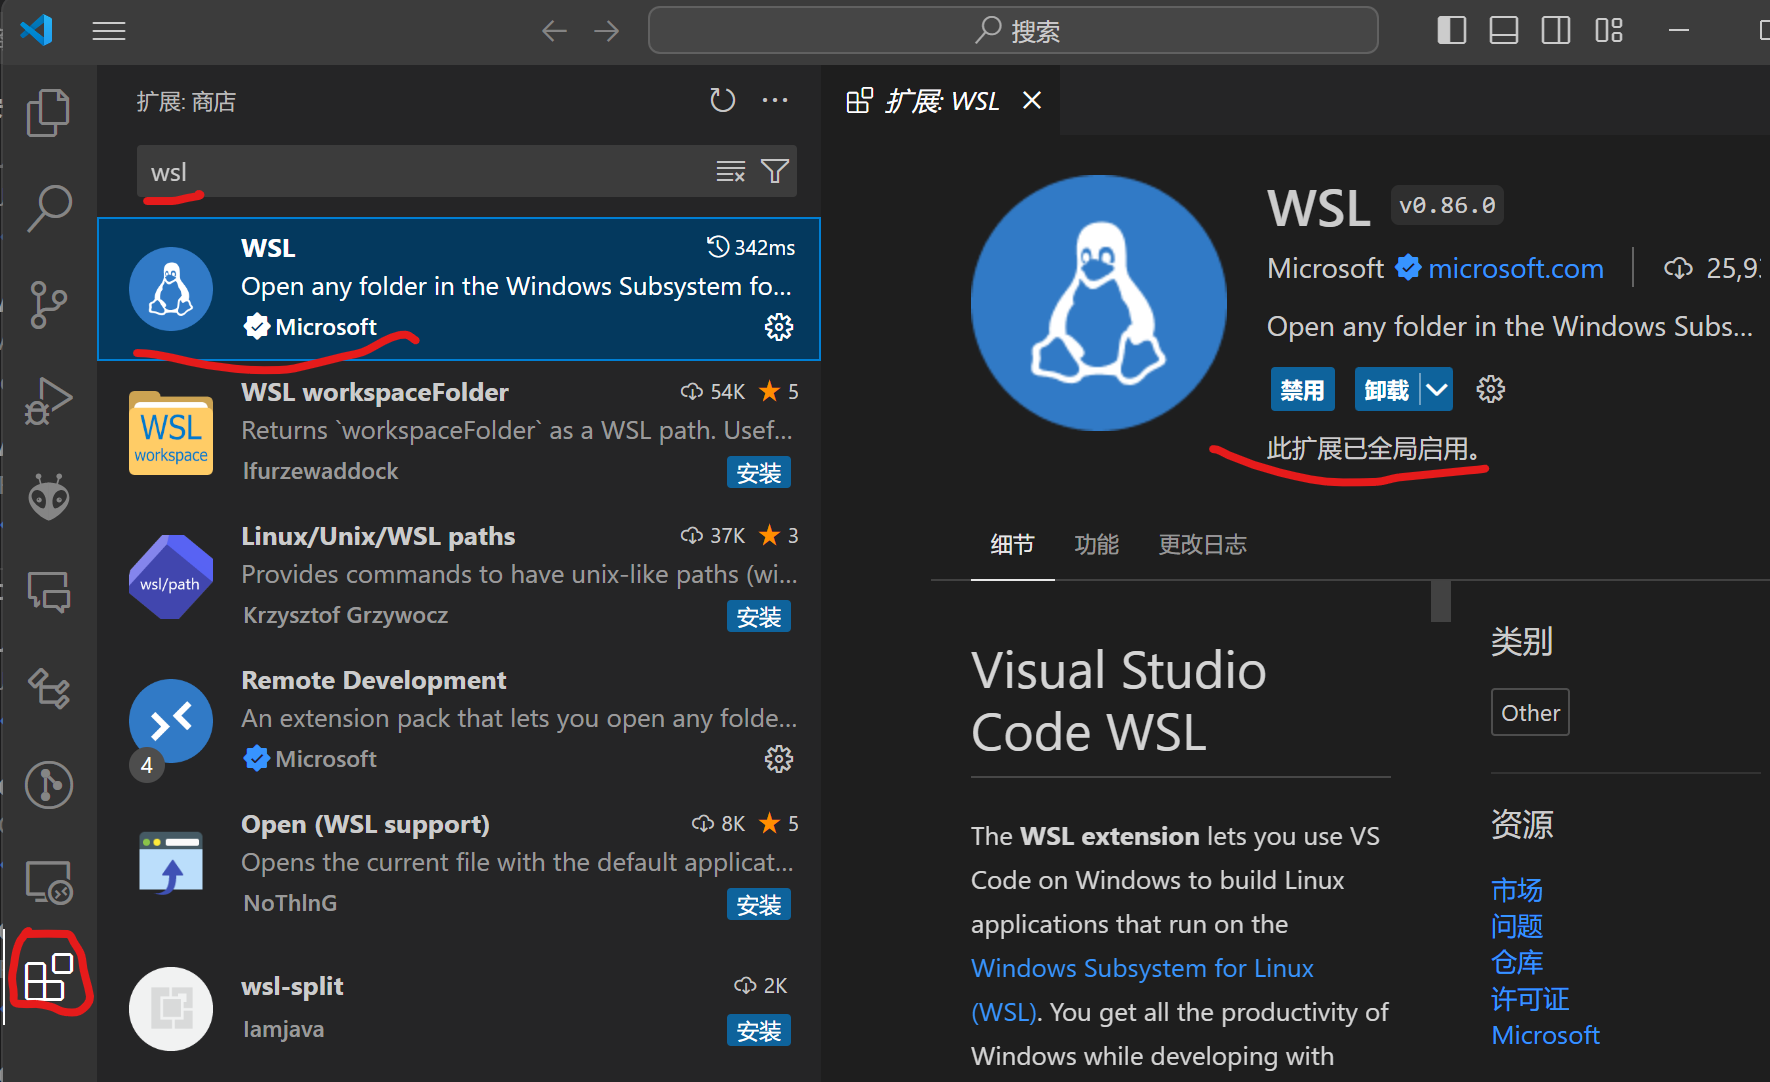 搜索
扩展: 商店
wsl
WSL
342ms
Open any folder in the Windows Subsystem fo...
Microsoft
WSL workspaceFolder
54K
5
WSL
workspace
Returns `workspaceFolder` as a WSL path. Usef...
lfurzewaddock
安装
Linux/Unix/WSL paths
37K
3
wsl/path
Provides commands to have unix-like paths (wi...
Krzysztof Grzywocz
安装
Remote Development
An extension pack that lets you open any folde...
4
Microsoft
Open (WSL support)
8K
5
Opens the current file with the default applicat...
NoThlnG
安装
wsl-split
2K
Iamjava
安装
扩展: WSL
WSL
v0.86.0
Microsoft
microsoft.com
25,9
Open any folder in the Windows Subs...
禁用
卸载
此扩展已全局启用。
细节
功能
更改日志
Visual Studio
Code WSL
The WSL extension lets you use VS
Code on Windows to build Linux
applications that run on the
Windows Subsystem for Linux
(WSL). You get all the productivity of
Windows while developing with
类别
Other
资源
市场
问题
仓库
许可证
Microsoft